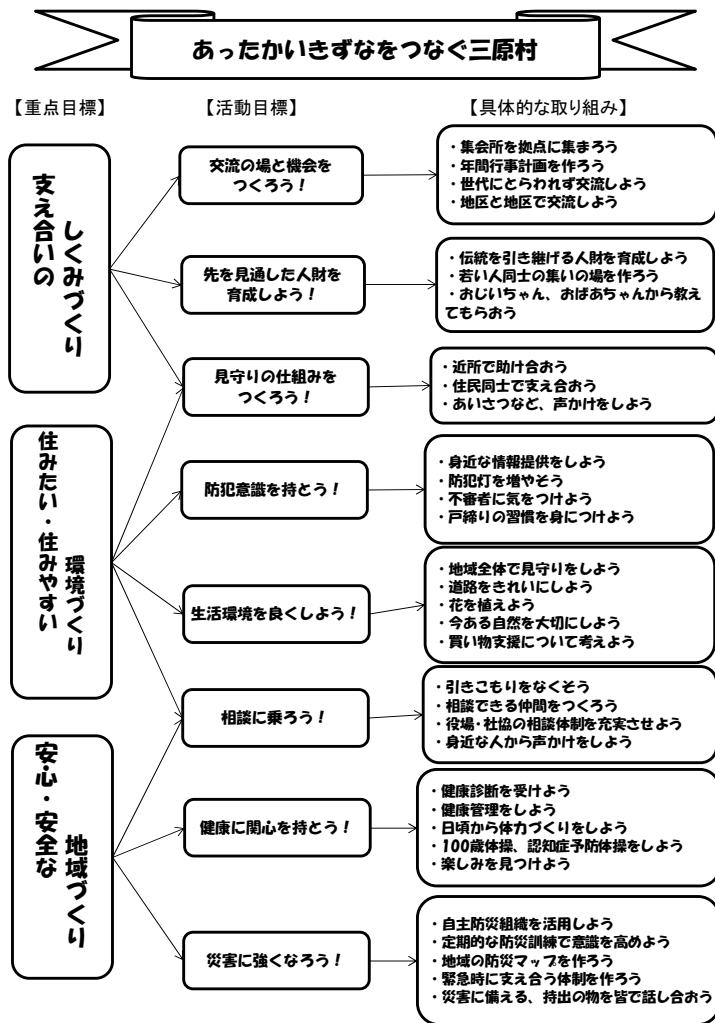 あったかいきずなをつなぐ三原村
【重点目標】
【活動目標】
【具体的な取り組み】
支え合いの
しくみづくり
交流の場と機会を
つくろう！
・集会所を拠点に集まろう
・年間行事計画を作ろう
・世代にとらわれず交流しよう
・地区と地区で交流しよう
先を見通した人財を
育成しよう！
・伝統を引き継げる人財を育成しよう
・若い人同士の集いの場を作ろう
・おじいちゃん、おばあちゃんから教え
てもらおう
見守りの仕組みを
つくろう！
・近所で助け合おう
・住民同士で支え合おう
・あいさつなど、声かけをしよう
住みたい・住みやすい
環境づくり
防犯意識を持とう！
・身近な情報提供をしよう
・防犯灯を増やそう
・不審者に気をつけよう
・戸締りの習慣を身につけよう
生活環境を良くしよう！
・地域全体で見守りをしよう
・道路をきれいにしよう
・花を植えよう
・今ある自然を大切にしよう
・買い物支援について考えよう
相談に乗ろう！
・引きこもりをなくそう
・相談できる仲間をつくろう
・役場・社協の相談体制を充実させよう
・身近な人から声かけをしよう
安心・安全な
地域づくり
健康に関心を持とう！
・健康診断を受けよう
・健康管理をしよう
・日頃から体力づくりをしよう
・100歳体操、認知症予防体操をしよう
・楽しみを見つけよう
災害に強くなろう！
・自主防災組織を活用しよう
・定期的な防災訓練で意識を高めよう
・地域の防災マップを作ろう
・緊急時に支え合う体制を作ろう
・災害に備える、持出の物を皆で話し合おう